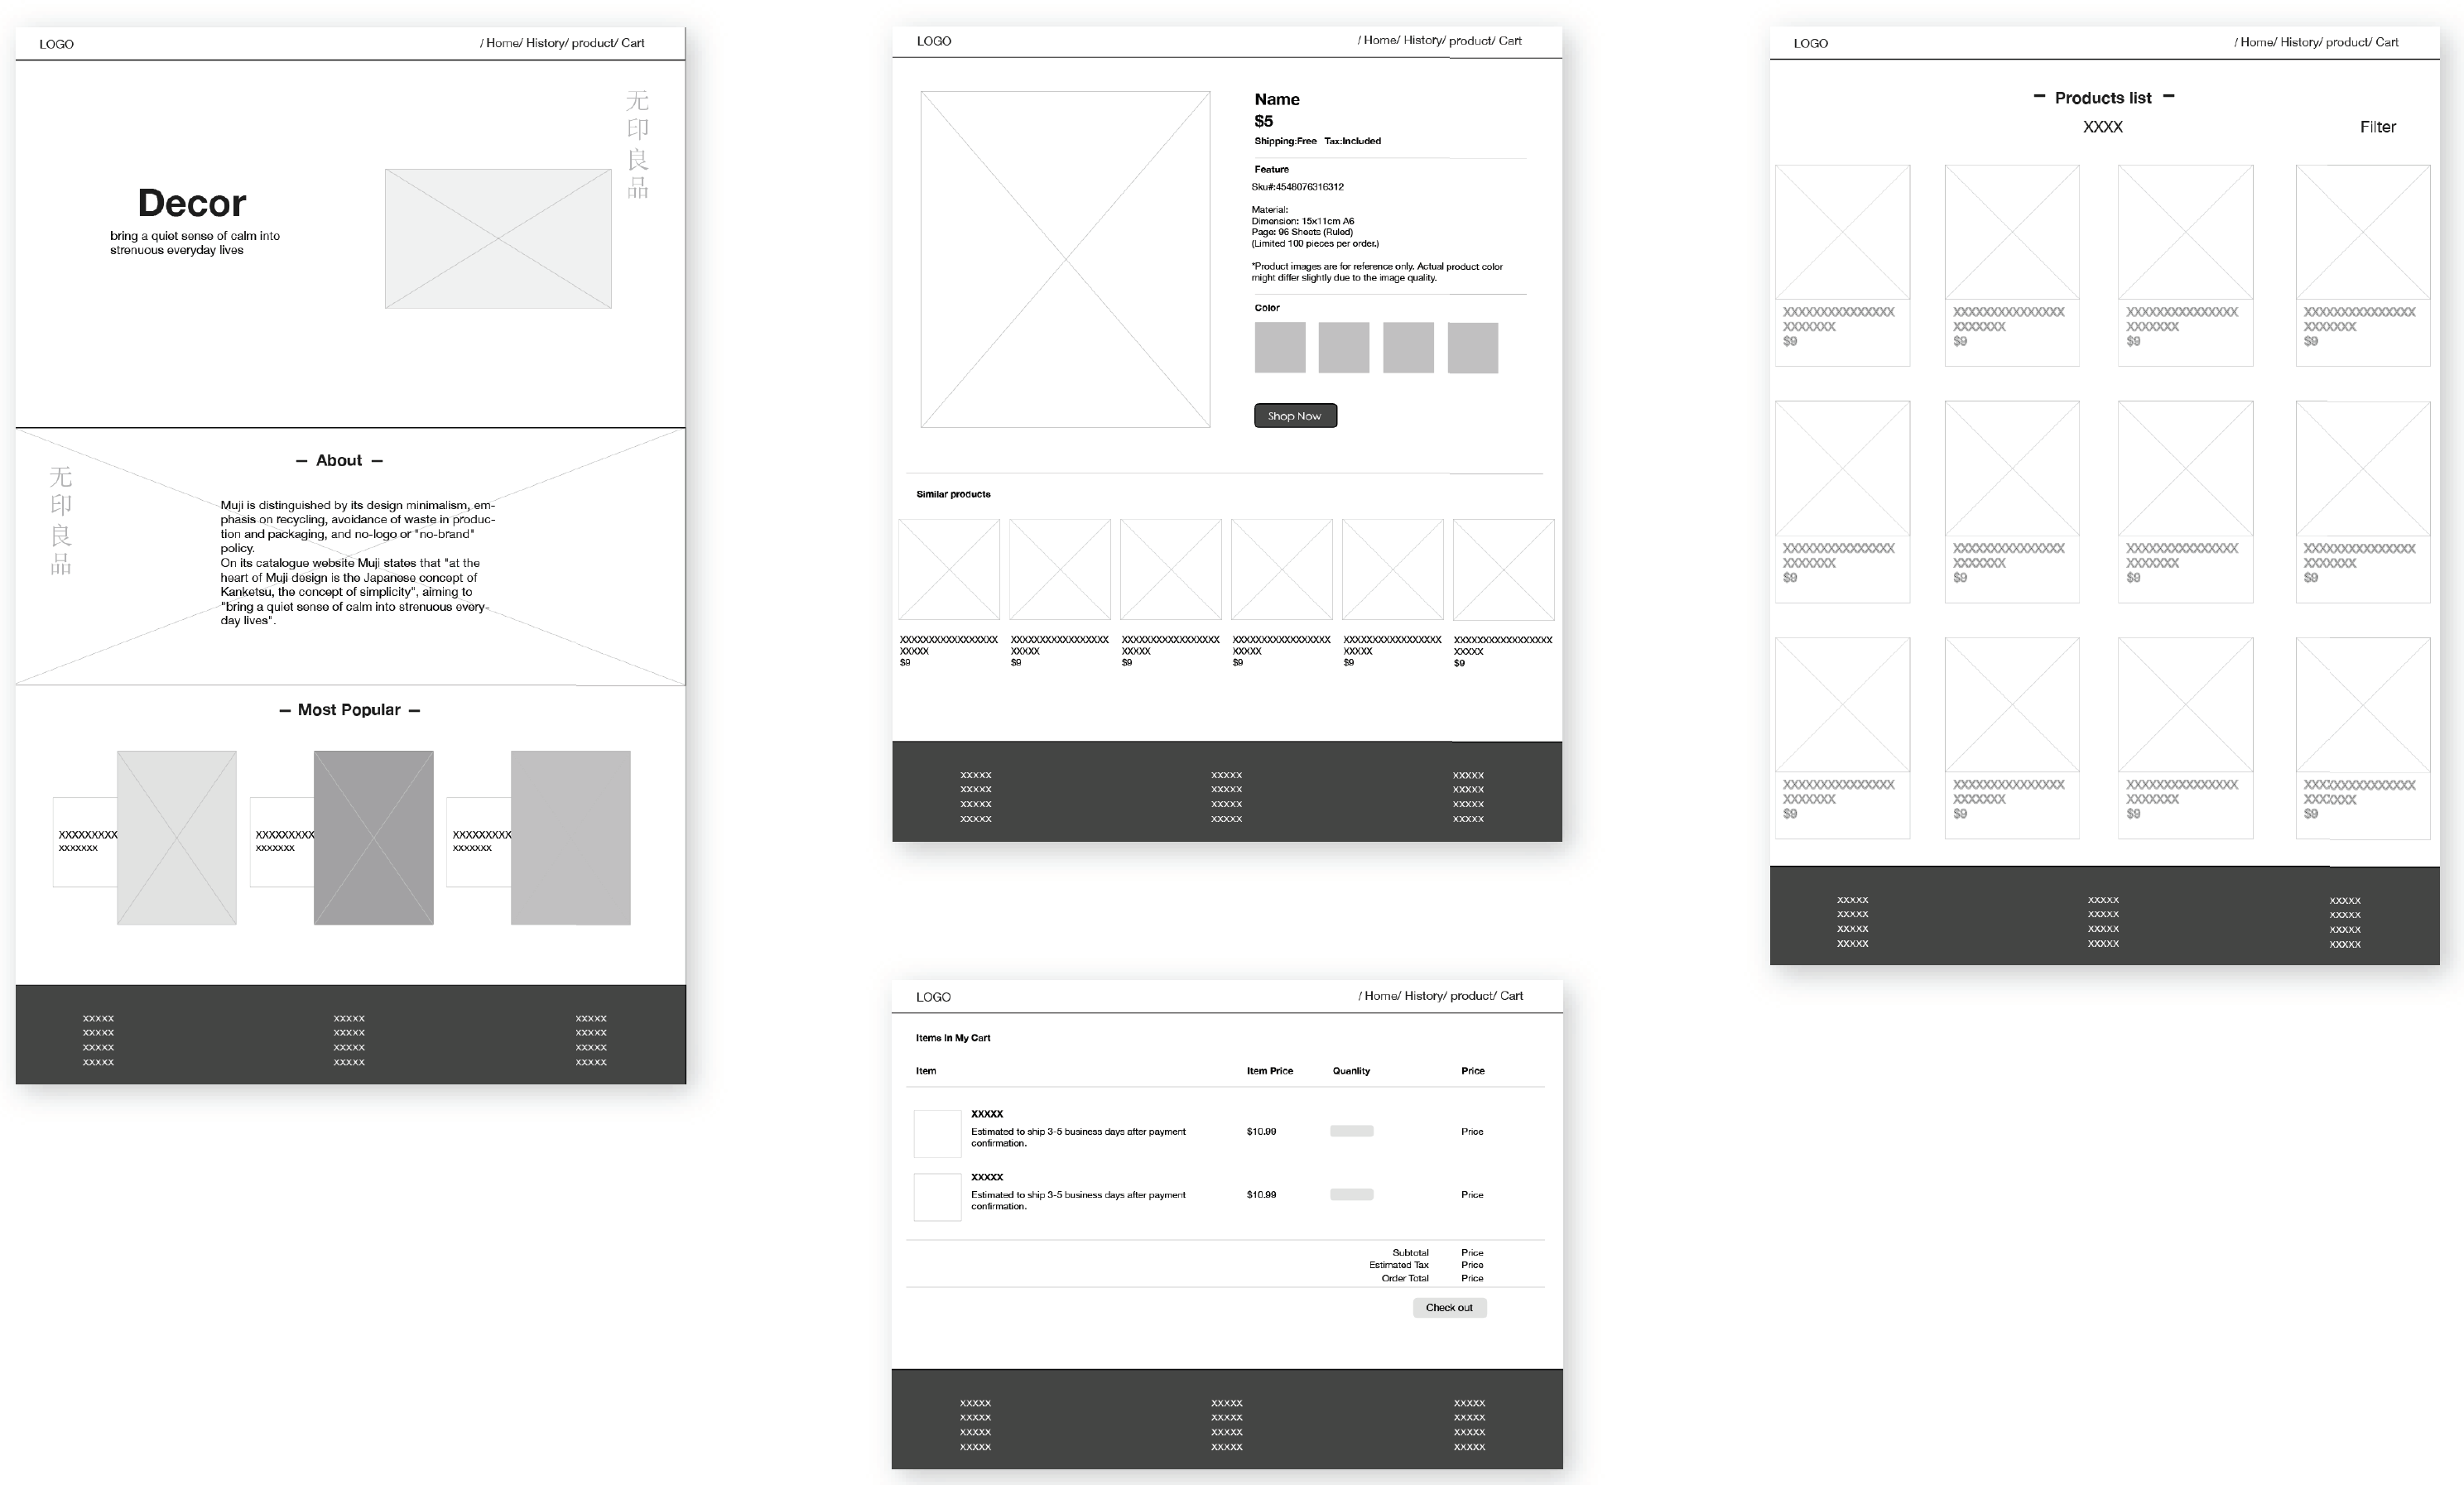 LOGO
/ Home/ History/ product/ Cart
无
印
良
品
Decor
bring a quiet sense of calm into
strenuous everyday lives
– About –
无
印
良
品
Muji is distinguished by its design minimalism, em-
phasis on recycling, avoidance of waste in produc-
tion and packaging, and no-logo or "no-brand"
policy.
On its catalogue website Muji states that "at the
heart of Muji design is the Japanese concept of
Kanketsu, the concept of simplicity", aiming to
"bring a quiet sense of calm into strenuous every-
day lives".
– Most Popular –
XXXXXXXXX XXXXXXXXX XXXXXXXXX
XXXXXXX XXXXXXX XXXXXXX
XXXXX XXXXX XXXXX
XXXXX XXXXX XXXXX
XXXXX XXXXX XXXXX
XXXXX XXXXX XXXXX
LOGO
/ Home/ History/ product/ Cart
Name
$5
Shipping:Free Tax:Included
Feature
Sku#:4548076316312
Material:
Dimension: 15x11cm A6
Page: 96 Sheets (Ruled)
(Limited 100 pieces per order.)
*Product images are for reference only. Actual product color
might differ slightly due to the image quality.
Color
Shop Now
Similar products
XXXXXXXXXXXXXXXXX XXXXXXXXXXXXXXXXX XXXXXXXXXXXXXXXXX XXXXXXXXXXXXXXXXX XXXXXXXXXXXXXXXXX XXXXXXXXXXXXXXXXX
XXXXX XXXXX XXXXX XXXXX XXXXX XXXXX
$9 $9 $9 $9 $9 $9
XXXXX XXXXX XXXXX
XXXXX XXXXX XXXXX
XXXXX XXXXX XXXXX
XXXXX XXXXX XXXXX
LOGO
/ Home/ History/ product/ Cart
Items In My Cart
Item Item Price Quanlity Price
XXXXX
Estimated to ship 3-5 business days after payment
confirmation.
$10.99 Price
XXXXX
Estimated to ship 3-5 business days after payment
confirmation.
$10.99 Price
Subtotal Price
Estimated Tax Price
Order Total Price
Check out
XXXXX XXXXX XXXXX
XXXXX XXXXX XXXXX
XXXXX XXXXX XXXXX
XXXXX XXXXX XXXXX
LOGO
/ Home/ History/ product/ Cart
– Products list –
XXXX
Filter
XXXXXXXXXXXXXXX XXXXXXXXXXXXXXX XXXXXXXXXXXXXXX XXXXXXXXXXXXXXX
XXXXXXX XXXXXXX XXXXXXX XXXXXXX
$9 $9 $9 $9
XXXXXXXXXXXXXXX XXXXXXXXXXXXXXX XXXXXXXXXXXXXXX XXXXXXXXXXXXXXX
XXXXXXX XXXXXXX XXXXXXX XXXXXXX
$9 $9 $9 $9
XXXXXXXXXXXXXXX XXXXXXXXXXXXXXX XXXXXXXXXXXXXXX XXXXXXXXXXXXXXX
XXXXXXX XXXXXXX XXXXXXX XXXXXXX
$9 $9 $9 $9
XXXXX XXXXX XXXXX
XXXXX XXXXX XXXXX
XXXXX XXXXX XXXXX
XXXXX XXXXX XXXXX